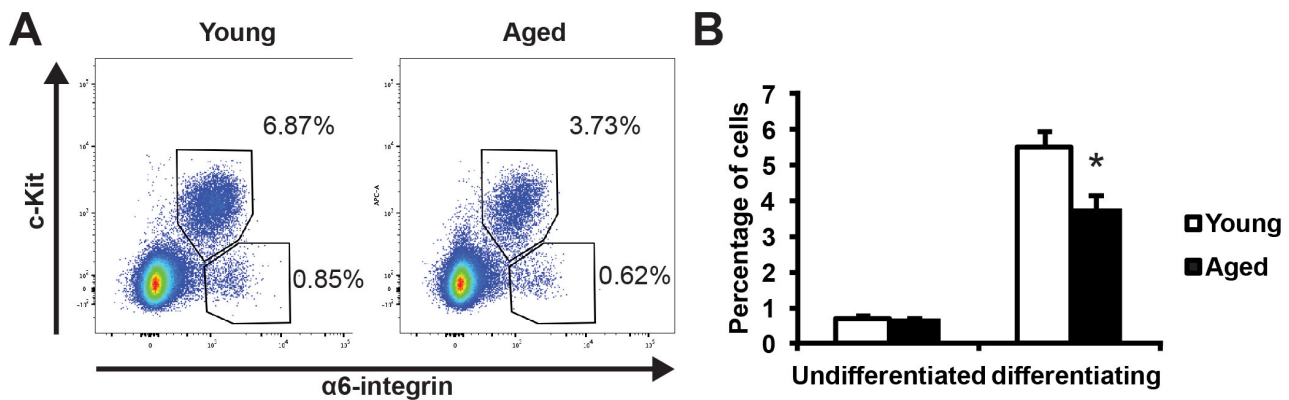 A
Young
Aged
6.87%
3.73%
0.85%
0.62%
c-Kit
APC-A
α6-integrin
B
7
6
5
4
3
2
1
0
Percentage of cells
*
Undifferentiated differentiating
Young
Aged